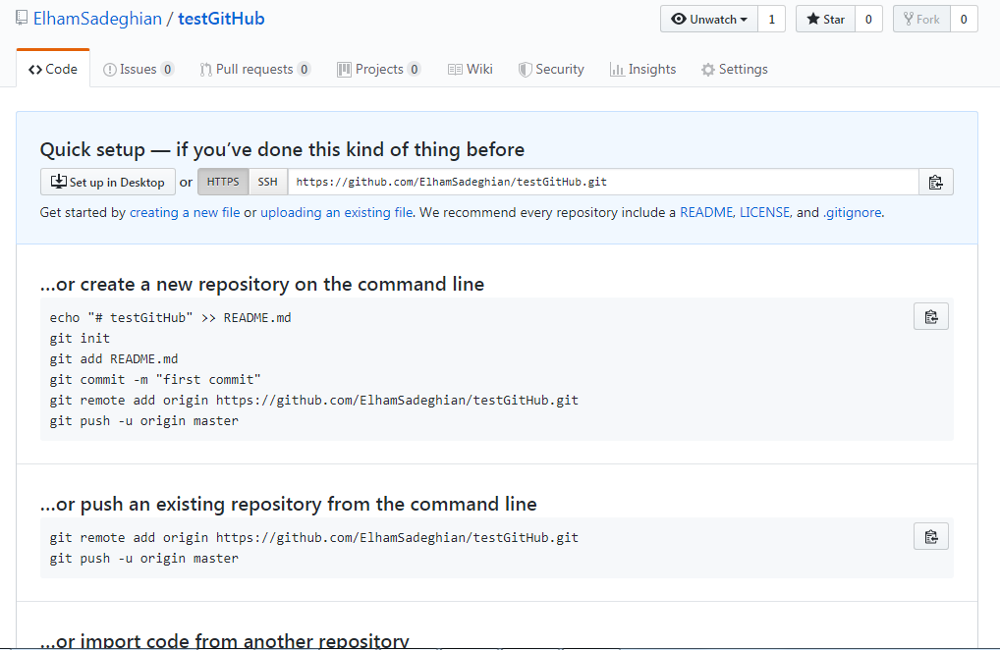 ElhamSadeghian / testGitHub
Unwatch 1 Star 0 Fork 0
Code Issues 0 Pull requests 0 Projects 0 Wiki Security Insights Settings
Quick setup — if you’ve done this kind of thing before
Set up in Desktop or HTTPS SSH https://github.com/ElhamSadeghian/testGitHub.git
Get started by creating a new file or uploading an existing file. We recommend every repository include a README, LICENSE, and .gitignore.
…or create a new repository on the command line
echo "# testGitHub" >> README.md
git init
git add README.md
git commit -m "first commit"
git remote add origin https://github.com/ElhamSadeghian/testGitHub.git
git push -u origin master
…or push an existing repository from the command line
git remote add origin https://github.com/ElhamSadeghian/testGitHub.git
git push -u origin master
…or import code from another repository